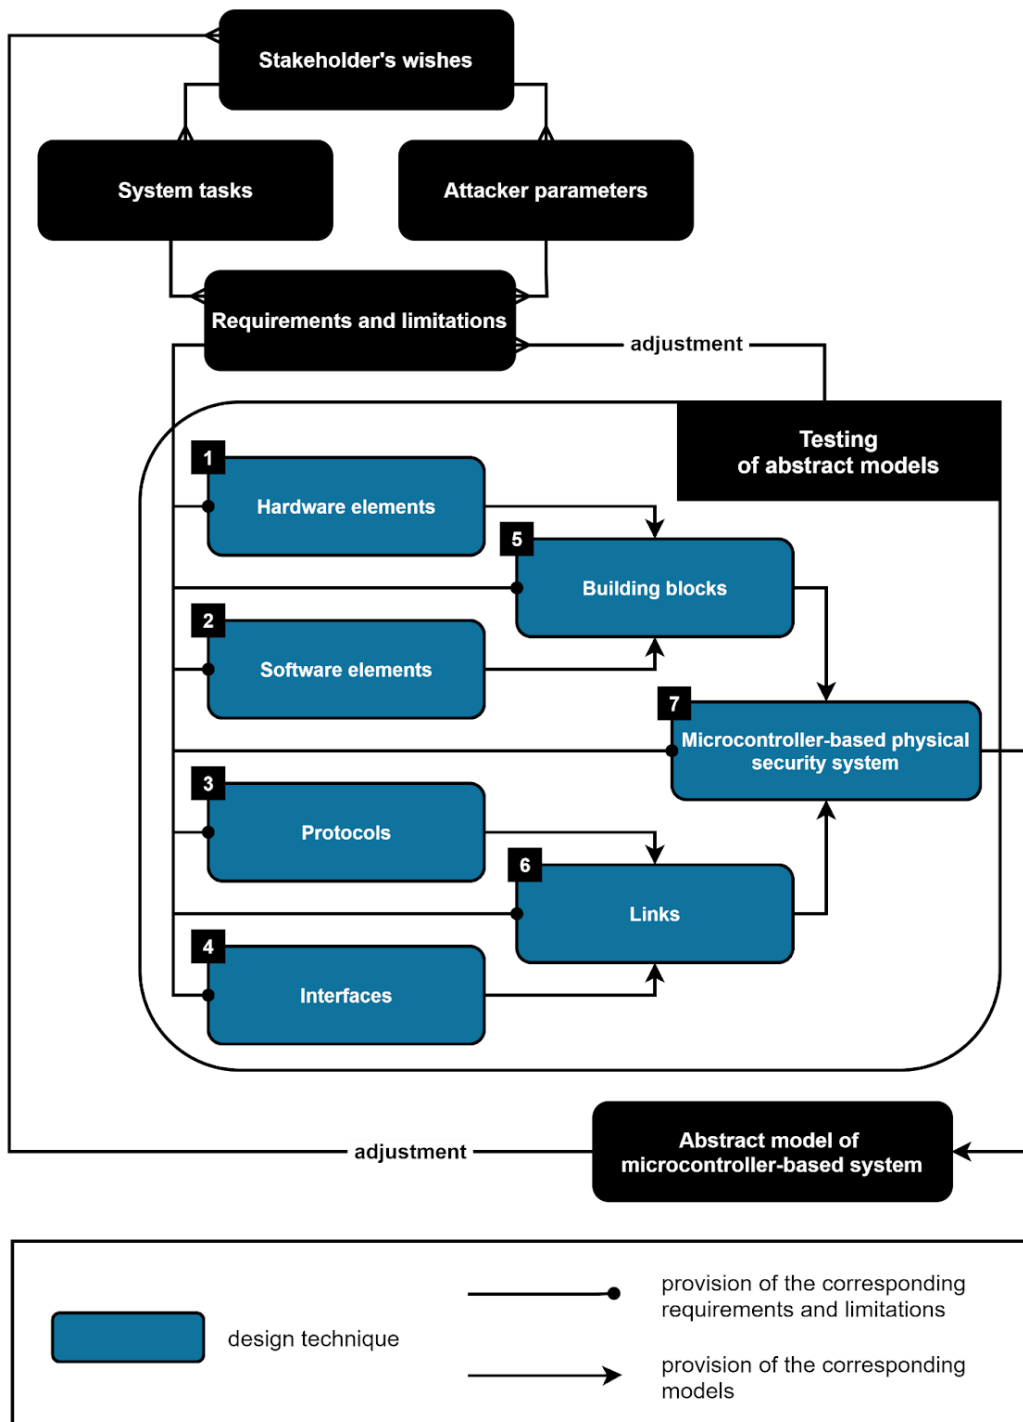 Stakeholder's wishes
System tasks
Attacker parameters
Requirements and limitations
adjustment
Testing
of abstract models
1
Hardware elements
5
Building blocks
2
Software elements
7
Microcontroller-based physical
security system
3
Protocols
6
Links
4
Interfaces
Abstract model of
microcontroller-based system
adjustment
design technique
provision of the corresponding
requirements and limitations
provision of the corresponding
models